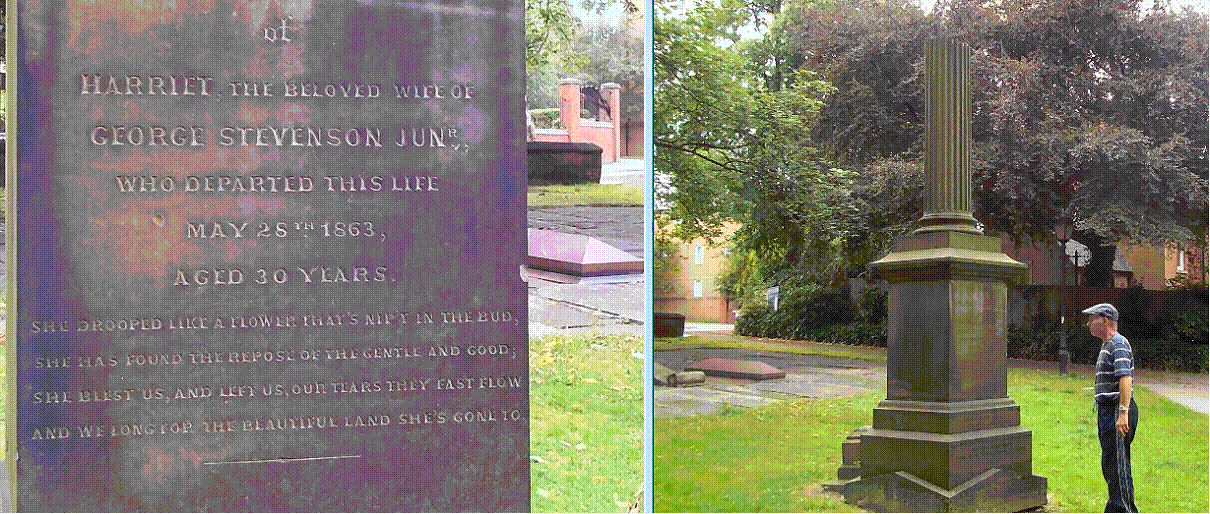 of
HARRIET, THE BELOVED WIFE OF
GEORGE STEVENSON JUNR,
WHO DEPARTED THIS LIFE
MAY 28TH 1863,
AGED 30 YEARS.
SHE DROOPED LIKE A FLOWER THAT'S NIP'T IN THE BUD,
SHE HAS FOUND THE REPOSE OF THE GENTLE AND GOOD;
SHE BLEST US, AND LEFT US, OUR TEARS THEY FAST FLOW
AND WE LONG FOR THE BEAUTIFUL LAND SHE'S GONE TO.